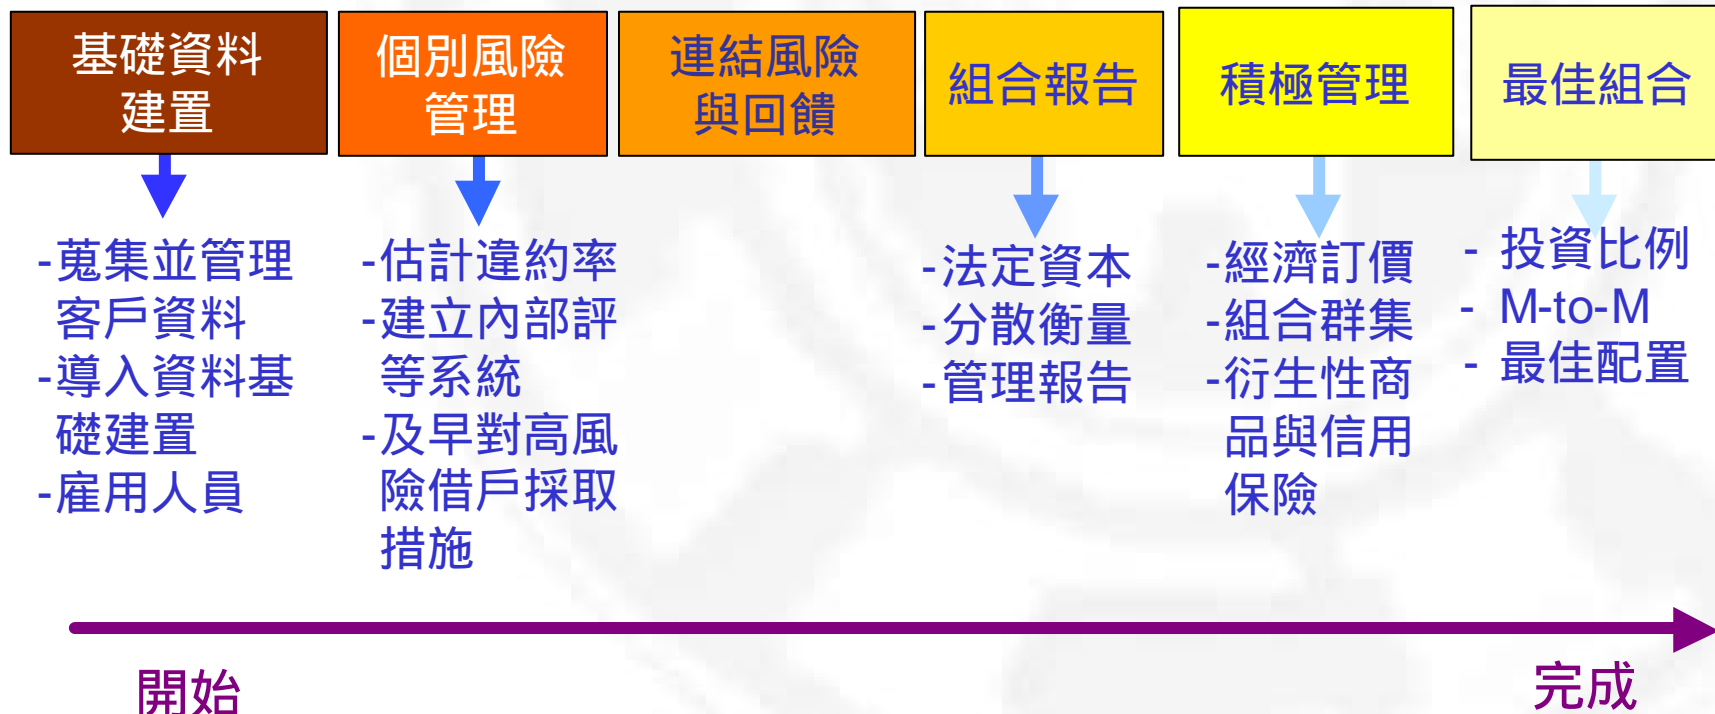 基礎資料
建置
個別風險
管理
連結風險
與回饋
組合報告
積極管理
最佳組合
-蒐集並管理
客戶資料
-導入資料基
礎建置
-雇用人員
-估計違約率
-建立內部評
等系統
-及早對高風
險借戶採取
措施
-法定資本
-分散衡量
-管理報告
-經濟訂價
-組合群集
-衍生性商
品與信用
保險
- 投資比例
- M-to-M
- 最佳配置
開始
完成